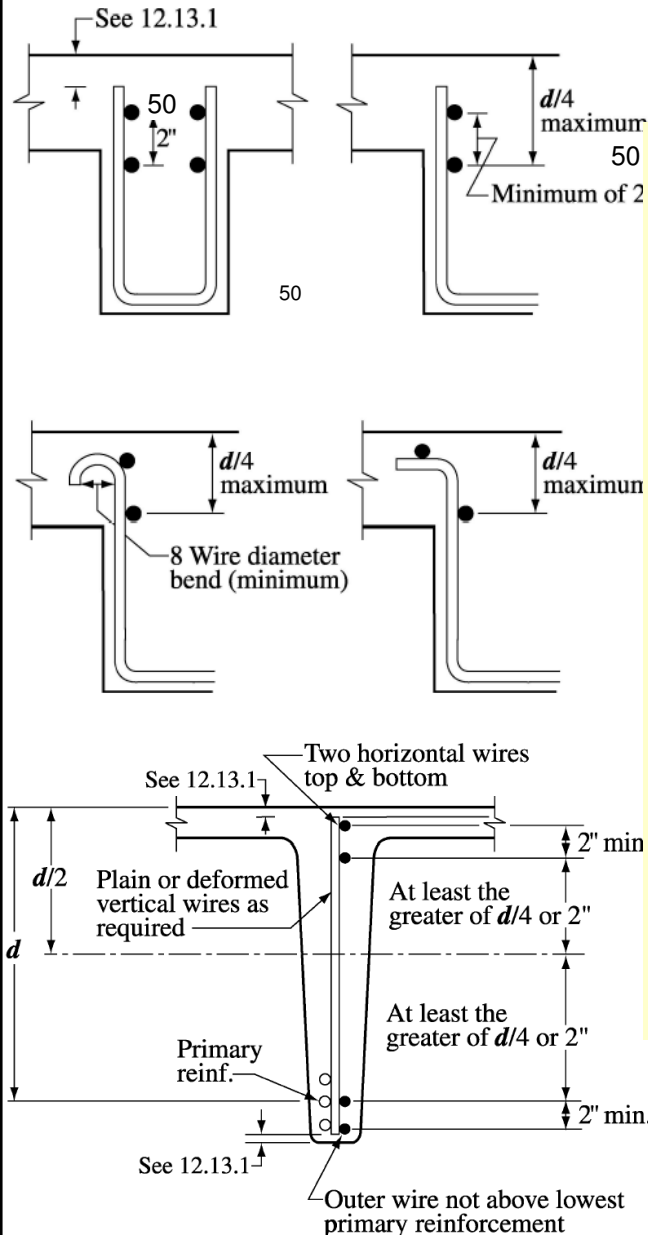 See 12.13.1
50
2"
50
d/4
maximum
50
Minimum of 2
d/4
maximum
8 Wire diameter
bend (minimum)
d/4
maximum
Two horizontal wires
top & bottom
See 12.13.1
2" min
d/2
Plain or deformed
vertical wires as
required
At least the
greater of d/4 or 2"
d
At least the
greater of d/4 or 2"
Primary
reinf.
2" min.
See 12.13.1
Outer wire not above lowest
primary reinforcement